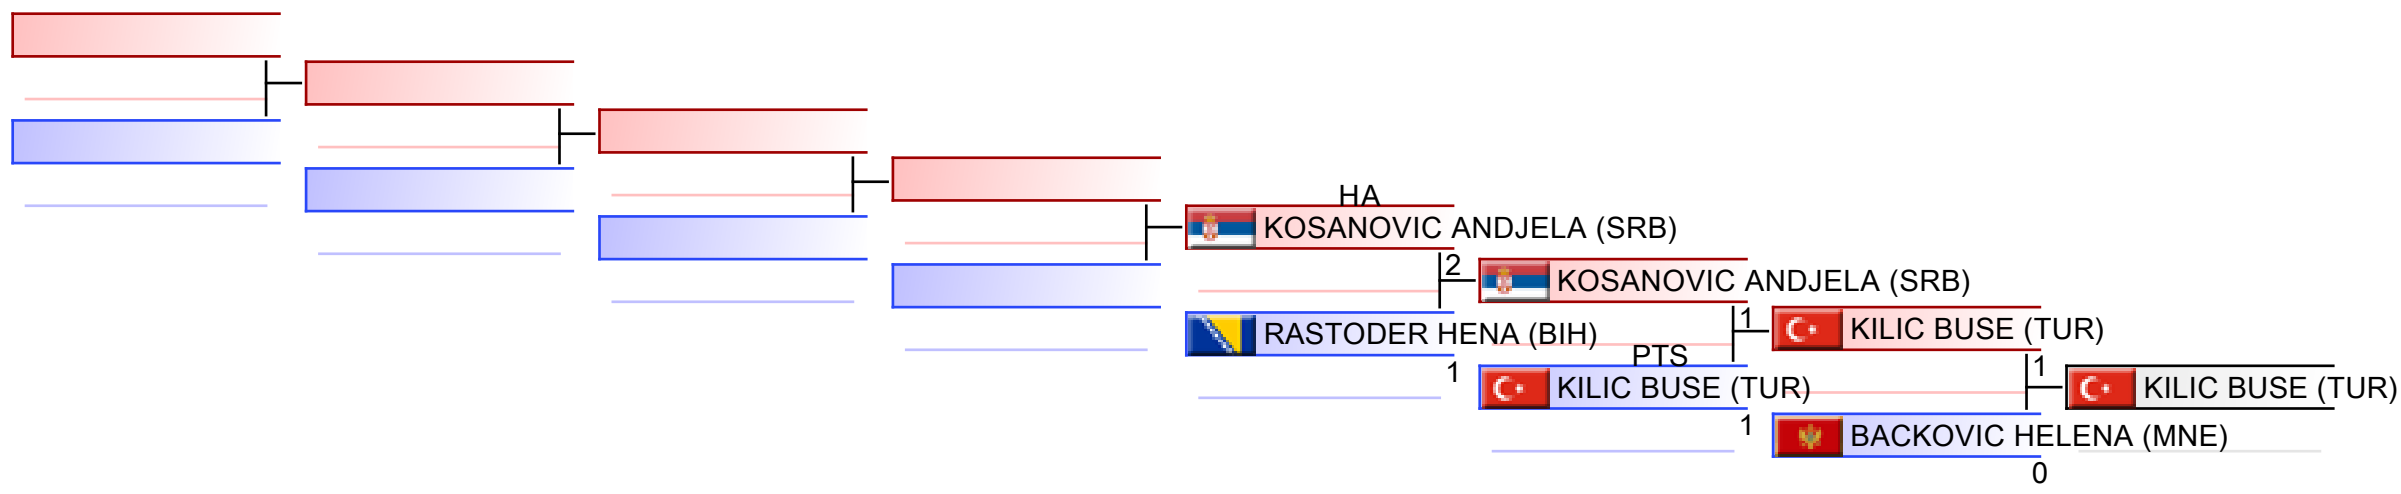 HA
KOSANOVIC ANDJELA (SRB)
2
KOSANOVIC ANDJELA (SRB)
RASTODER HENA (BIH)
1
1
KILIC BUSE (TUR)
PTS
KILIC BUSE (TUR)
1
1
KILIC BUSE (TUR)
BACKOVIC HELENA (MNE)
0